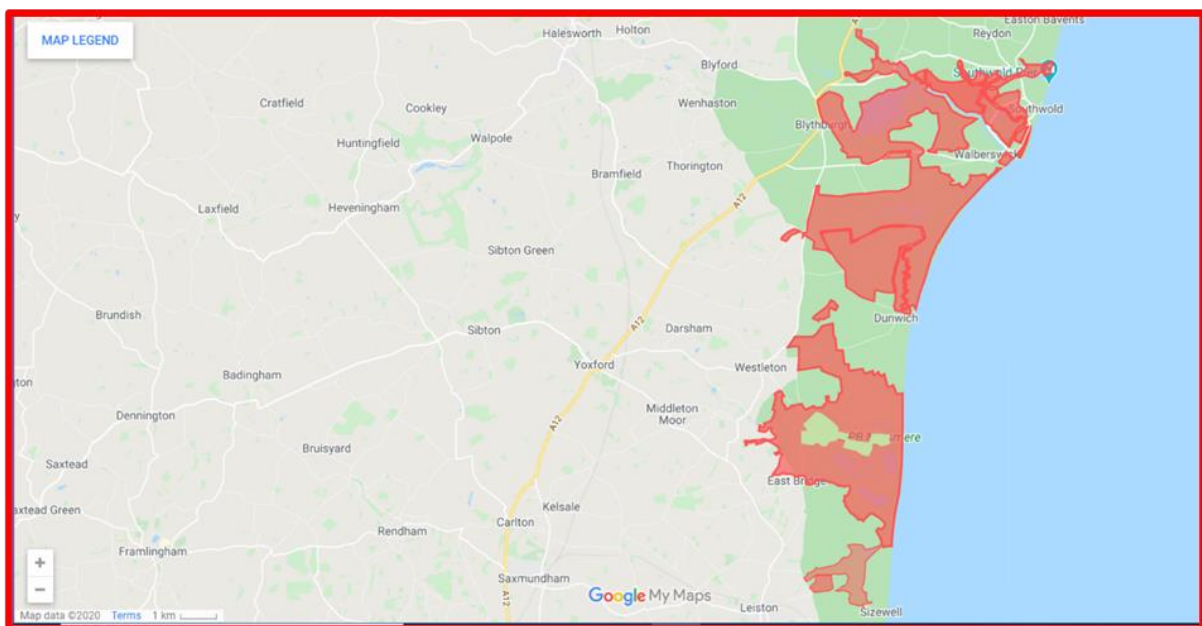 Easton Bavents
Halesworth
Holton
Reydon
MAP LEGEND
Blyford
Southwold
Cratfield
Wenhaston
Cookley
Southwold
Blythburgh
Walpole
Huntingfield
Walberswick
Thorington
Bramfield
A12
Laxfield
Heveningham
Sibton Green
Brundish
Dunwich
A12
Sibton
Darsham
Yoxford
Westleton
Badingham
Middleton
Moor
Dennington
A12
Bruisyard
Saxtead
East Bridge
Kelsale
Carlton
Rendham
Framlingham
Saxmundham
Google My Maps
A12
Leiston
Sizewell
Map data ©2020 Terms 1 km